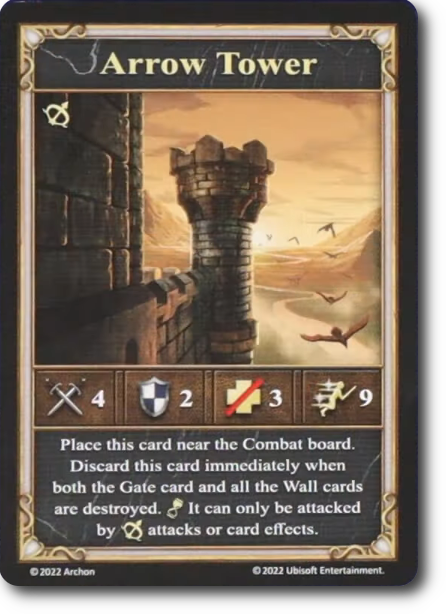 Arrow Tower
4 2 3 9
Place this card near the Combat board.
Discard this card immediately when
both the Gate card and all the Wall cards
are destroyed. It can only be attacked
by attacks or card effects.
©2022 Archon ©2022 Ubisoft Entertainment.